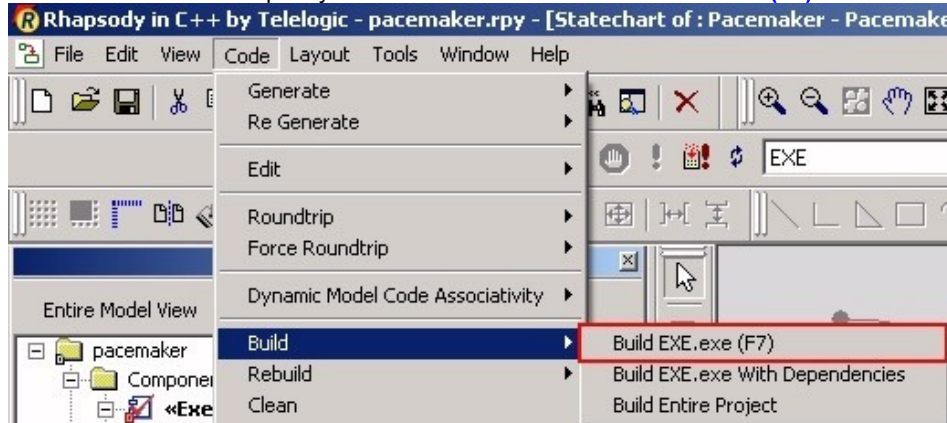 Rhapsody in C++ by Telelogic - pacemaker.rpy - [Statechart of : Pacemaker - Pacemake
File Edit View Code Layout Tools Window Help
Generate
Re Generate
Edit
EXE
Roundtrip
Force Roundtrip
Dynamic Model Code Associativity
Entire Model View
Build
Build EXE.exe (F7)
pacemaker
Rebuild
Build EXE.exe With Dependencies
Componen
Clean
Build Entire Project
«Exe